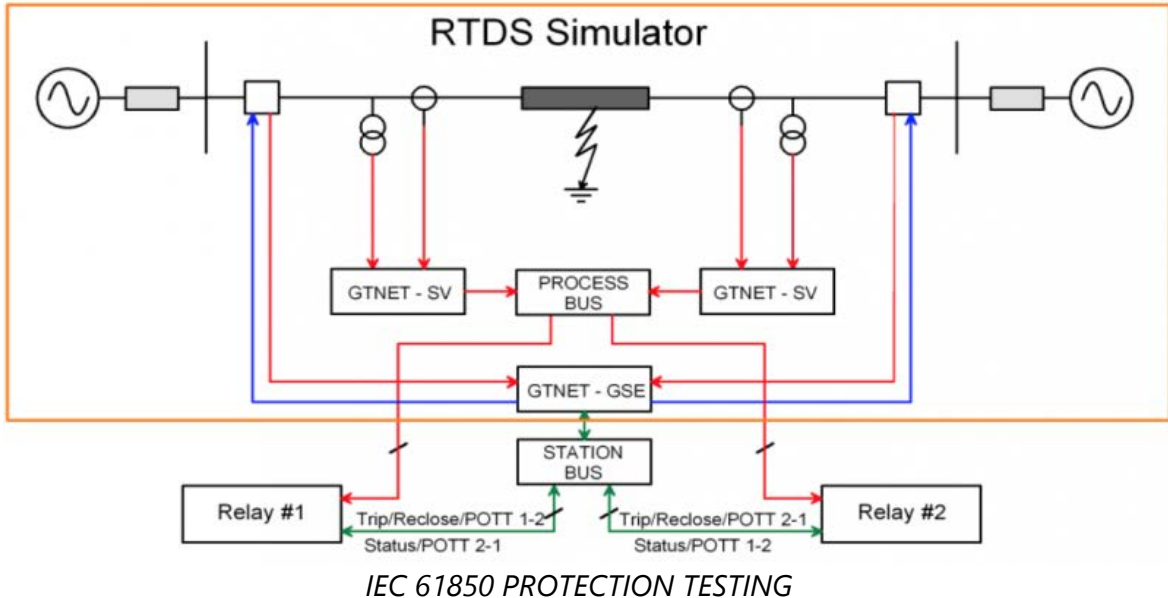 RTDS Simulator
GTNET - SV
PROCESS
BUS
GTNET - SV
GTNET - GSE
STATION
BUS
Relay #1
Trip/Reclose/POTT 1-2
Status/POTT 2-1
Trip/Reclose/POTT 2-1
Status/POTT 1-2
Relay #2
IEC 61850 PROTECTION TESTING